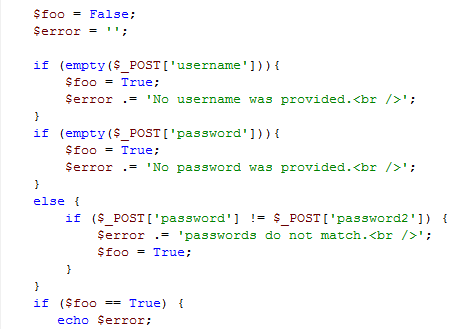 $foo = False;
$error = '';

if (empty($_POST['username'])){
    $foo = True;
    $error .= 'No username was provided.<br />';
}
if (empty($_POST['password'])){
    $foo = True;
    $error .= 'No password was provided.<br />';
}
else {
    if ($_POST['password'] != $_POST['password2']) {
        $error .= 'passwords do not match.<br />';
        $foo = True;
    }
}
if ($foo == True) {
   echo $error;